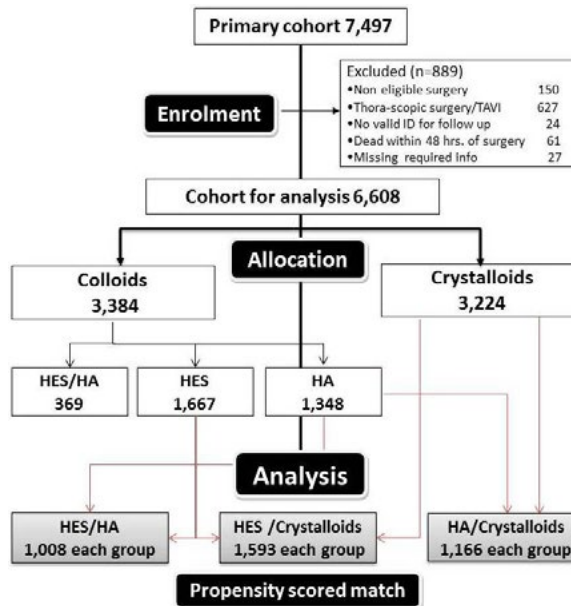 Primary cohort 7,497
Excluded (n=889)
•Non eligible surgery 150
•Thora-scopic surgery/TAVI 627
•No valid ID for follow up 24
•Dead within 48 hrs. of surgery 61
•Missing required info 27
Enrolment
Cohort for analysis 6,608
Allocation
Colloids
3,384
Crystalloids
3,224
HES/HA
369
HES
1,667
HA
1,348
Analysis
HES/HA
1,008 each group
HES /Crystalloids
1,593 each group
HA/Crystalloids
1,166 each group
Propensity scored match